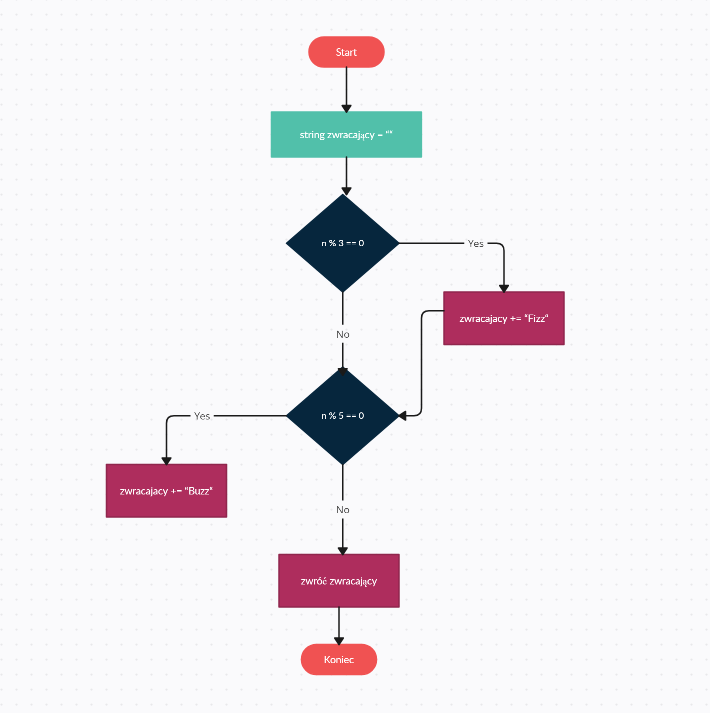 Start
string zwracający = ""
n % 3 == 0
Yes
zwracajacy += "Fizz"
No
n % 5 == 0
Yes
zwracajacy += "Buzz"
No
zwróć zwracający
Koniec